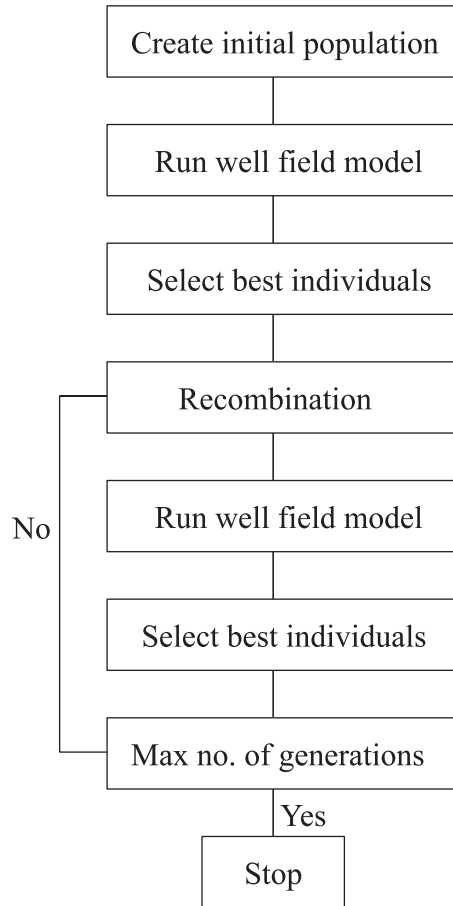 Create initial population
Run well field model
Select best individuals
Recombination
Run well field model
No
Select best individuals
Max no. of generations
Yes
Stop